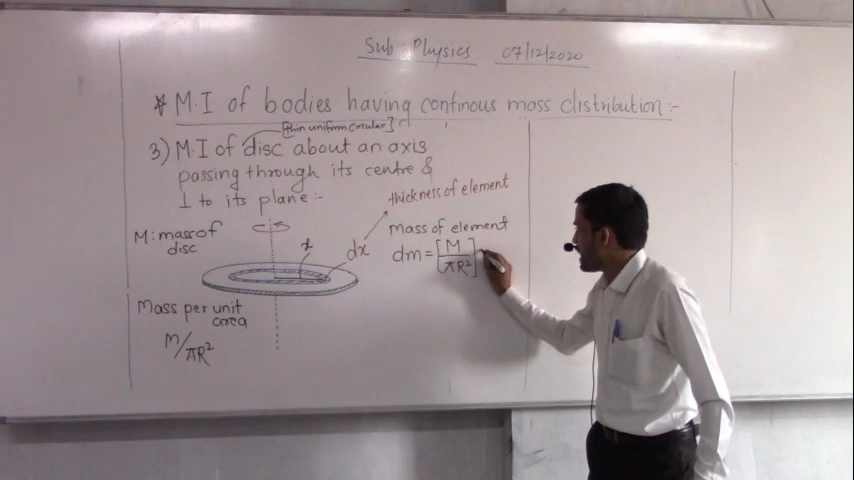 Sub : Physics 07/12/2020
* M.I of bodies having continous mass distribution:-
[thin uniform circular]
3) M.I of disc about an axis
passing through its centre &
⊥ to its plane :-
thickness of element
M: mass of
disc
x
dx
Mass of element
dm = [M/πR²]
Mass per unit
area
M/πR²